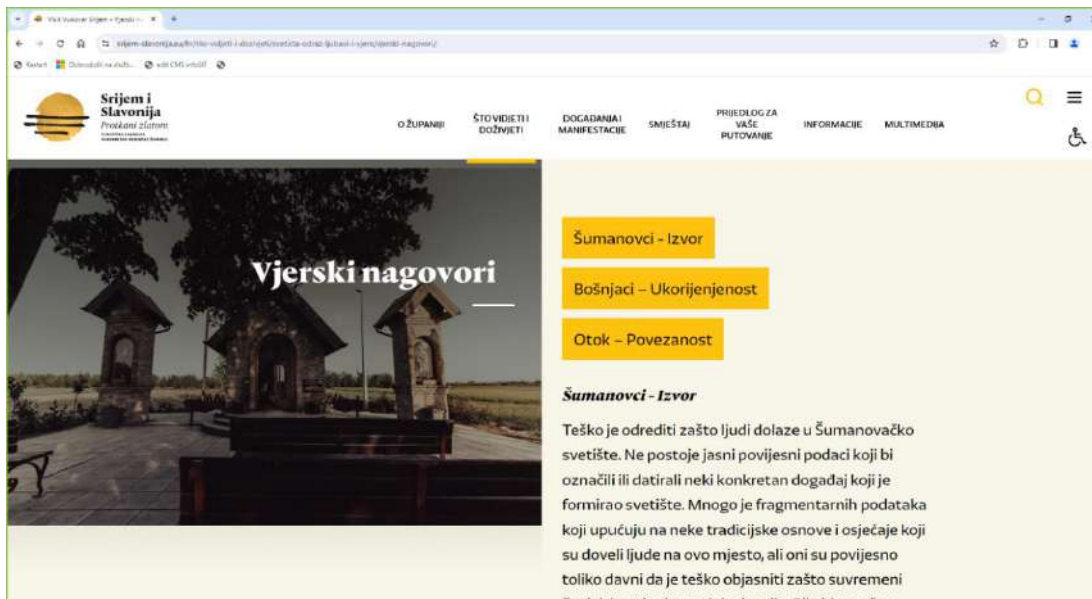 Srijem i
Slavonija
Protkani zlatom
O ŽUPANIJI
ŠTO VIDJETI I
DOŽIVJETI
DOGAĐANJA I
MANIFESTACIJE
SMJEŠTAJ
PRIJEDLOG ZA
VAŠE
PUTOVANJE
INFORMACIJE
MULTIMEDIJA
Vjerski nagovori
Šumanovci - Izvor
Bošnjaci – Ukorijenjenost
Otok – Povezanost
Šumanovci - Izvor
Teško je odrediti zašto ljudi dolaze u Šumanovačko
svetište. Ne postoje jasni povijesni podaci koji bi
označili ili datirali neki konkretan događaj koji je
formirao svetište. Mnogo je fragmentarnih podataka
koji upućuju na neke tradicijske osnove i osjećaje koji
su doveli ljude na ovo mjesto, ali oni su povijesno
toliko davni da je teško objasniti zašto suvremeni